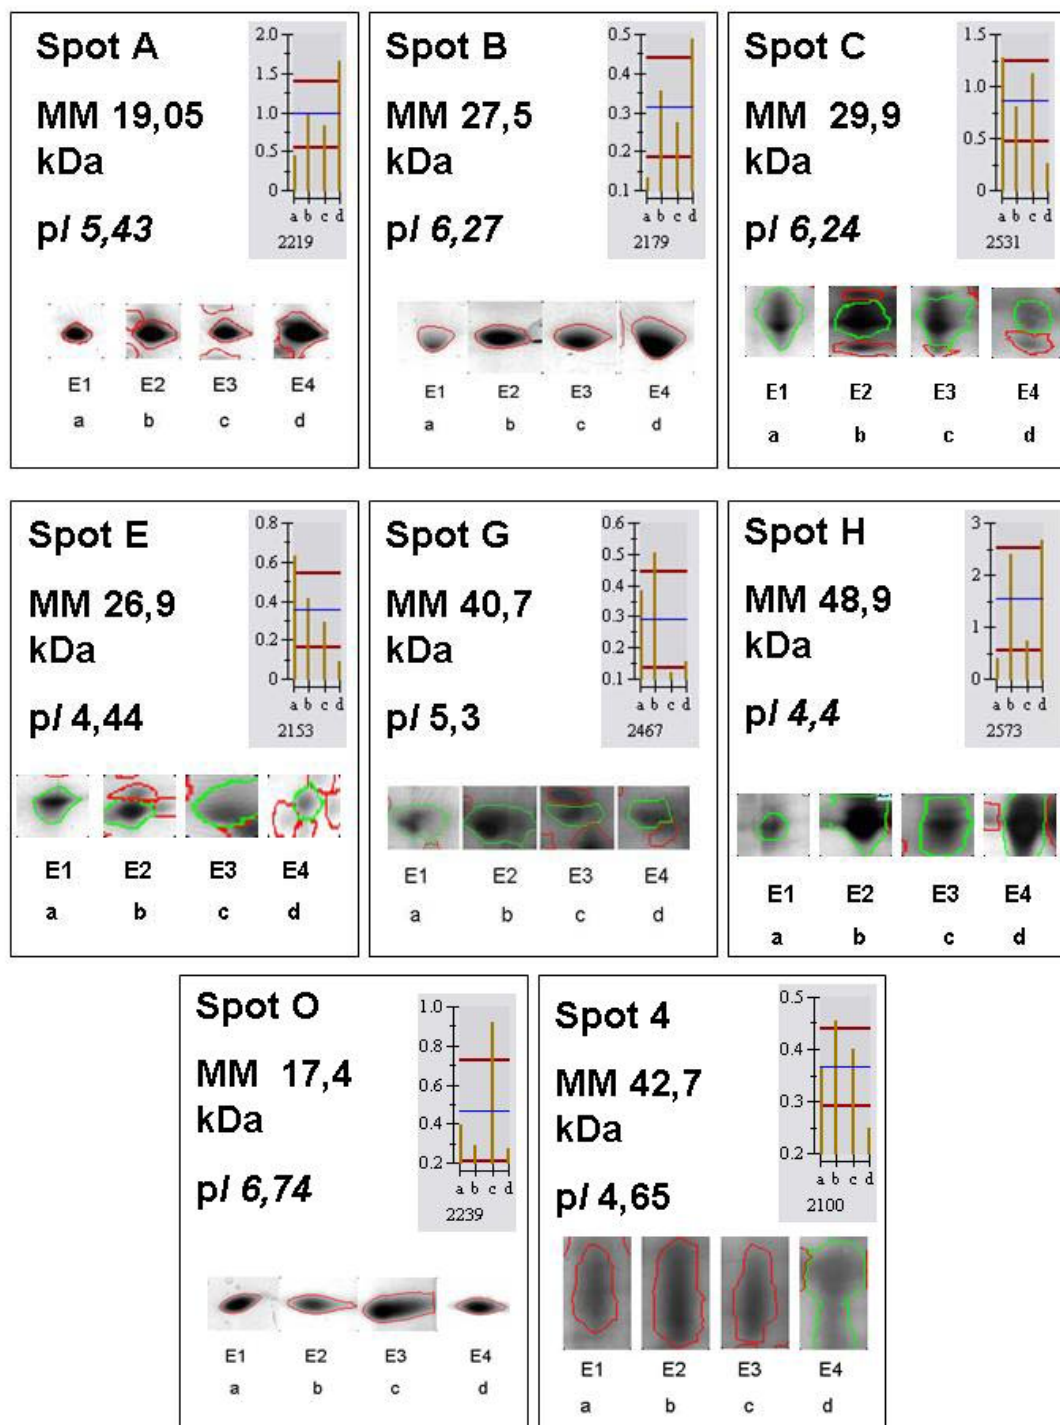 Spot A
MM 19,05
kDa
pI 5,43
2.0
1.5
1.0
0.5
0
a b c d
2219
E1 E2 E3 E4
a b c d
Spot B
MM 27,5
kDa
pI 6,27
0.5
0.4
0.3
0.2
0.1
a b c d
2179
E1 E2 E3 E4
a b c d
Spot C
MM 29,9
kDa
pI 6,24
1.5
1.0
0.5
0
a b c d
2531
E1 E2 E3 E4
a b c d
Spot E
MM 26,9
kDa
pI 4,44
0.8
0.6
0.4
0.2
0
a b c d
2153
E1 E2 E3 E4
a b c d
Spot G
MM 40,7
kDa
pI 5,3
0.6
0.5
0.4
0.3
0.2
0.1
a b c d
2467
E1 E2 E3 E4
a b c d
Spot H
MM 48,9
kDa
pI 4,4
3
2
1
0
a b c d
2573
E1 E2 E3 E4
a b c d
Spot O
MM 17,4
kDa
pI 6,74
1.0
0.8
0.6
0.4
0.2
a b c d
2239
E1 E2 E3 E4
a b c d
Spot 4
MM 42,7
kDa
pI 4,65
0.5
0.4
0.3
0.2
a b c d
2100
E1 E2 E3 E4
a b c d